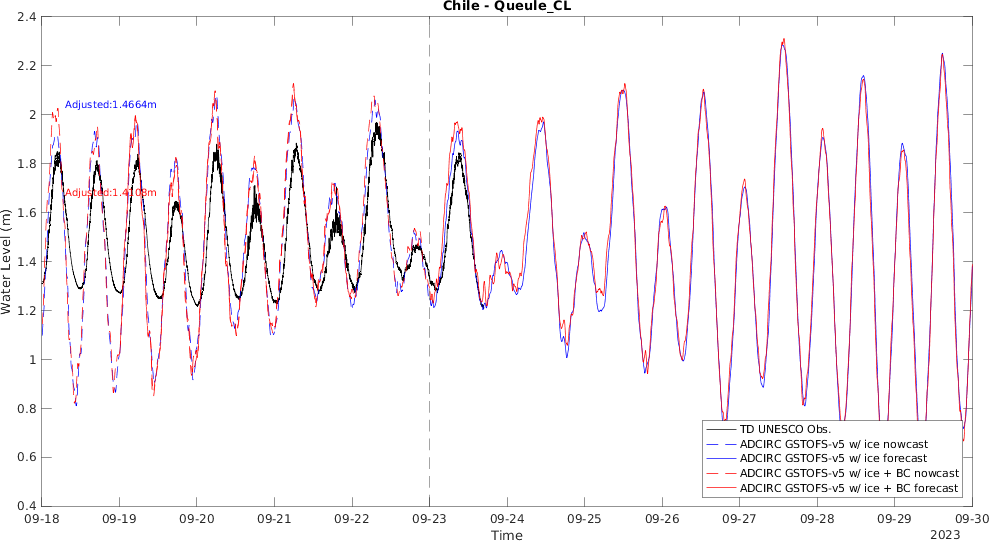 Chile - Queule_CL
Water Level (m)
2.4
2.2
2
1.8
1.6
1.4
1.2
1
0.8
0.6
0.4
Adjusted:1.4664m
TD UNESCO Obs.
ADCIRC GSTOFS-v5 w/ ice nowcast
ADCIRC GSTOFS-v5 w/ ice forecast
ADCIRC GSTOFS-v5 w/ ice + BC nowcast
ADCIRC GSTOFS-v5 w/ ice + BC forecast
09-18 09-19 09-20 09-21 09-22 09-23 09-24 09-25 09-26 09-27 09-28 09-29 09-30
Time
2023